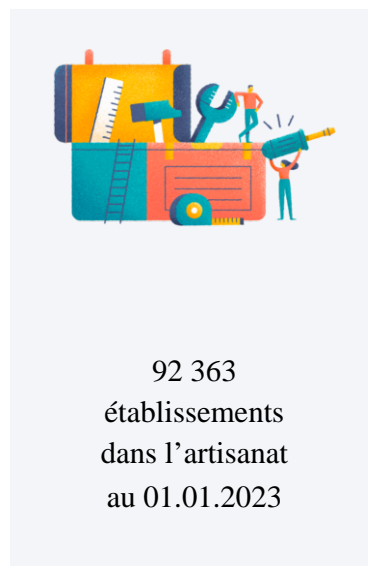 92 363
établissements
dans l’artisanat
au 01.01.2023